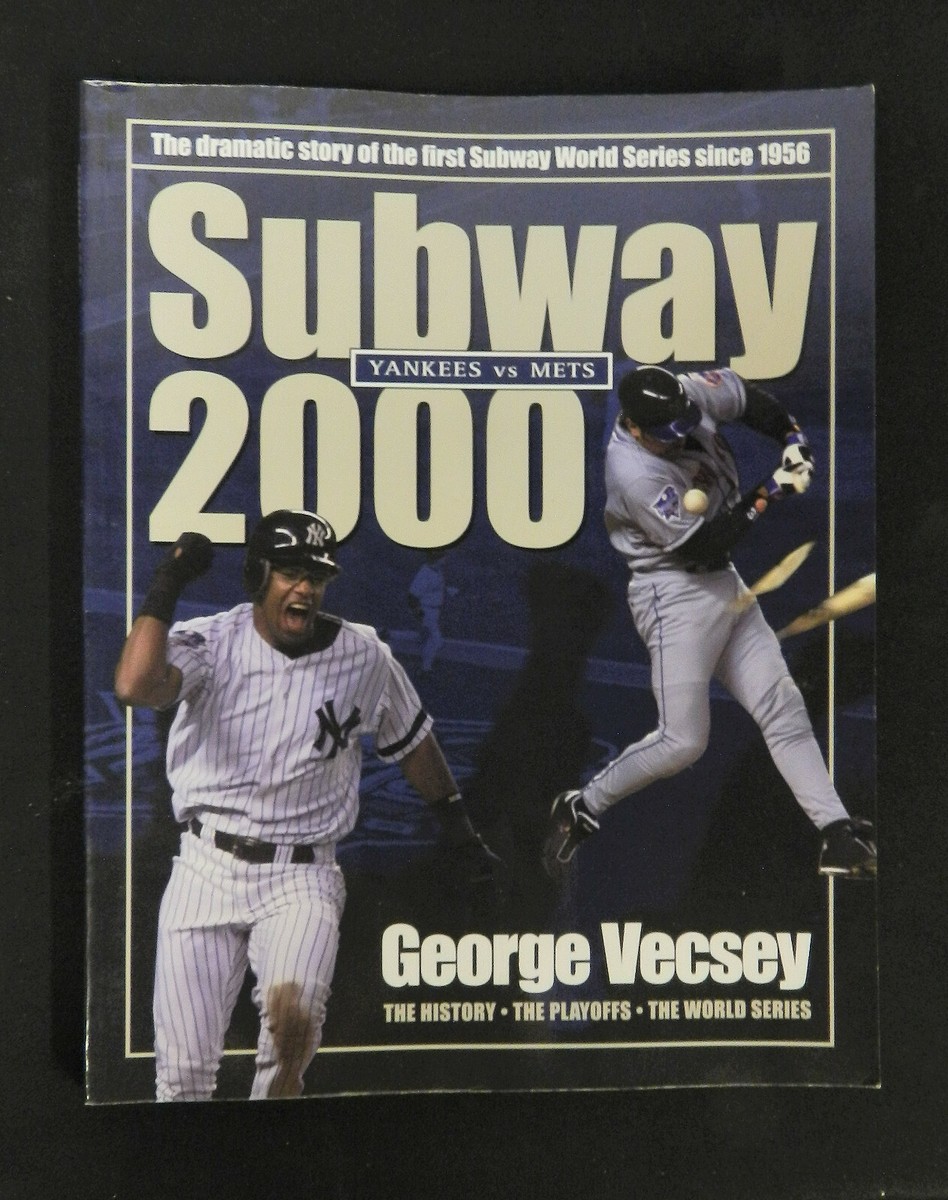 The dramatic story of the first Subway World Series since 1956
Subway
YANKEES vs METS
2000
George Vecsey
THE HISTORY • THE PLAYOFFS • THE WORLD SERIES